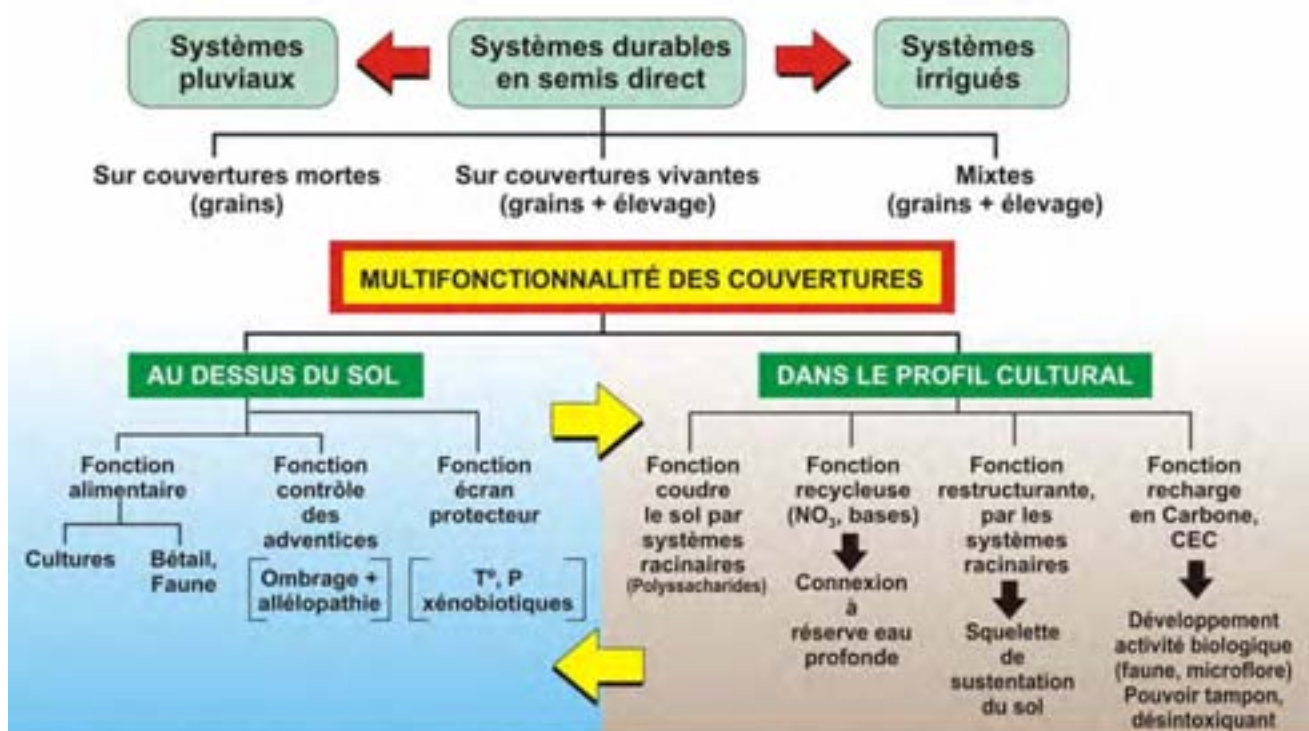 Systèmes
pluviaux
Systèmes durables
en semis direct
Systèmes
irrigués
Sur couvertures mortes
(grains)
Sur couvertures vivantes
(grains + élevage)
Mixtes
(grains + élevage)
MULTIFONCTIONNALITÉ DES COUVERTURES
AU DESSUS DU SOL
Fonction
alimentaire
Cultures
Bétail,
Faune
Fonction
contrôle
des
adventices
Ombrage +
allélopathie
Fonction
écran
protecteur
Tº, P
xénobiotiques
DANS LE PROFIL CULTURAL
Fonction
coudre
le sol par
systèmes
racinaires
(Polyssacharides)
Fonction
recycleuse
(NO3, bases)
Connexion
à
réserve eau
profonde
Fonction
restructurante,
par les
systèmes
racinaires
Squelette
de
sustentation
du sol
Fonction
recharge
en Carbone,
CEC
Développement
activité biologique
(faune, microflore)
Pouvoir tampon,
désintoxiquant